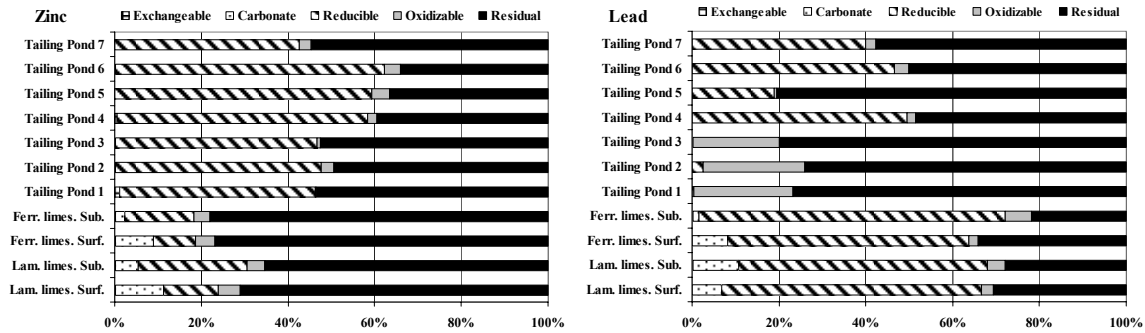 Zinc
Exchangeable Carbonate Reducible Oxidizable Residual
Tailing Pond 7
Tailing Pond 6
Tailing Pond 5
Tailing Pond 4
Tailing Pond 3
Tailing Pond 2
Tailing Pond 1
Ferr. limes. Sub.
Ferr. limes. Surf.
Lam. limes. Sub.
Lam. limes. Surf.
0% 20% 40% 60% 80% 100%
Lead
Exchangeable Carbonate Reducible Oxidizable Residual
Tailing Pond 7
Tailing Pond 6
Tailing Pond 5
Tailing Pond 4
Tailing Pond 3
Tailing Pond 2
Tailing Pond 1
Ferr. limes. Sub.
Ferr. limes. Surf.
Lam. limes. Sub.
Lam. limes. Surf.
0% 20% 40% 60% 80% 100%